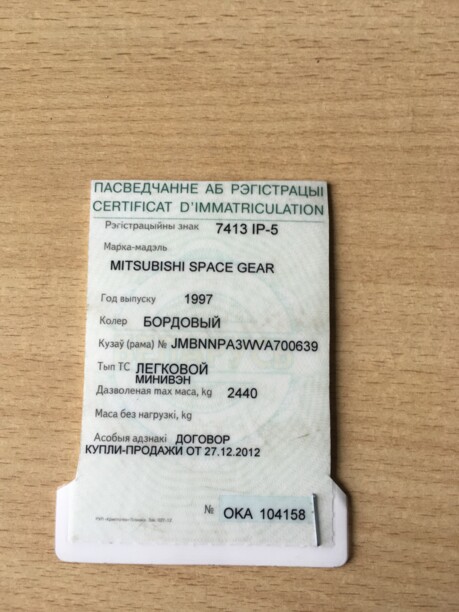 ПАСВЕДЧАННЕ АБ РЭГІСТРАЦЫІ
CERTIFICAT D'IMMATRICULATION
Рэгістрацыйны знак 7413 IP-5
Марка-мадэль
MITSUBISHI SPACE GEAR
Год выпуску 1997
Колер БОРДОВЫЙ
Кузаў (рама) № JMBNNPA3WVA700639
Тып ТС ЛЕГКОВОЙ
МИНИВЭН
Дазволеная max маса, kg 2440
Маса без нагрузкі, kg
Асобыя адзнакі ДОГОВОР
КУПЛИ-ПРОДАЖИ ОТ 27.12.2012
№ OKA 104158